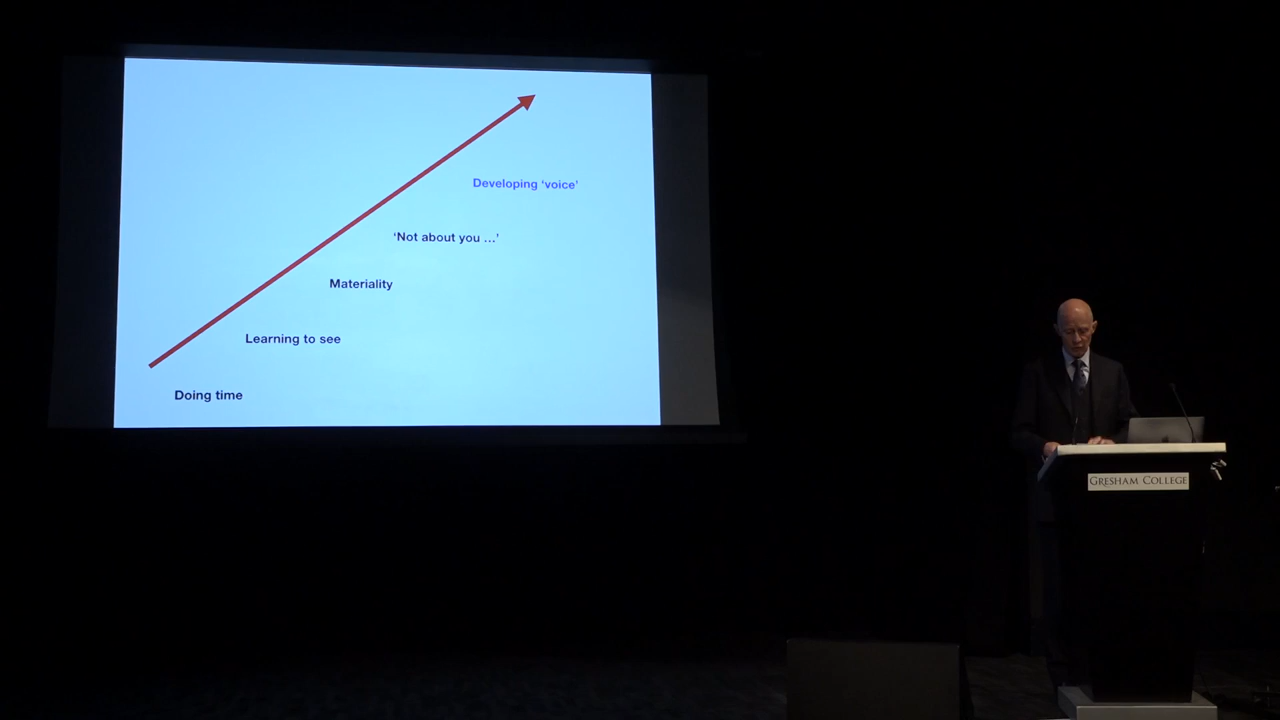 Developing ‘voice’
‘Not about you …’
Materiality
Learning to see
Doing time
GRESHAM COLLEGE